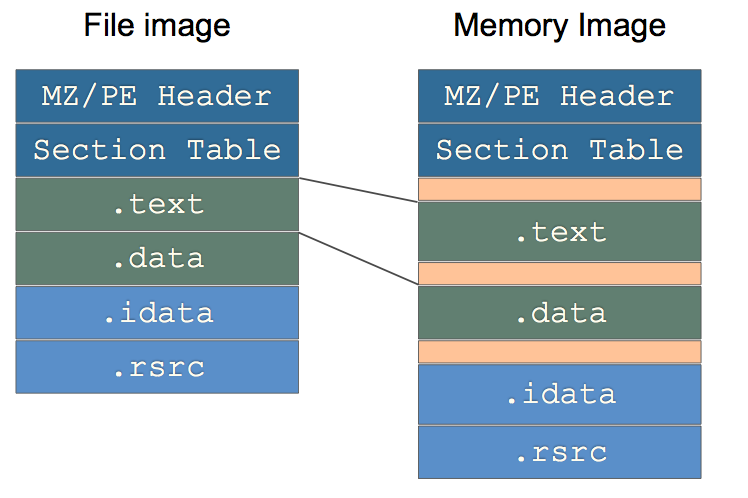 File image
MZ/PE Header
Section Table
.text
.data
.idata
.rsrc
Memory Image
MZ/PE Header
Section Table
.text
.data
.idata
.rsrc